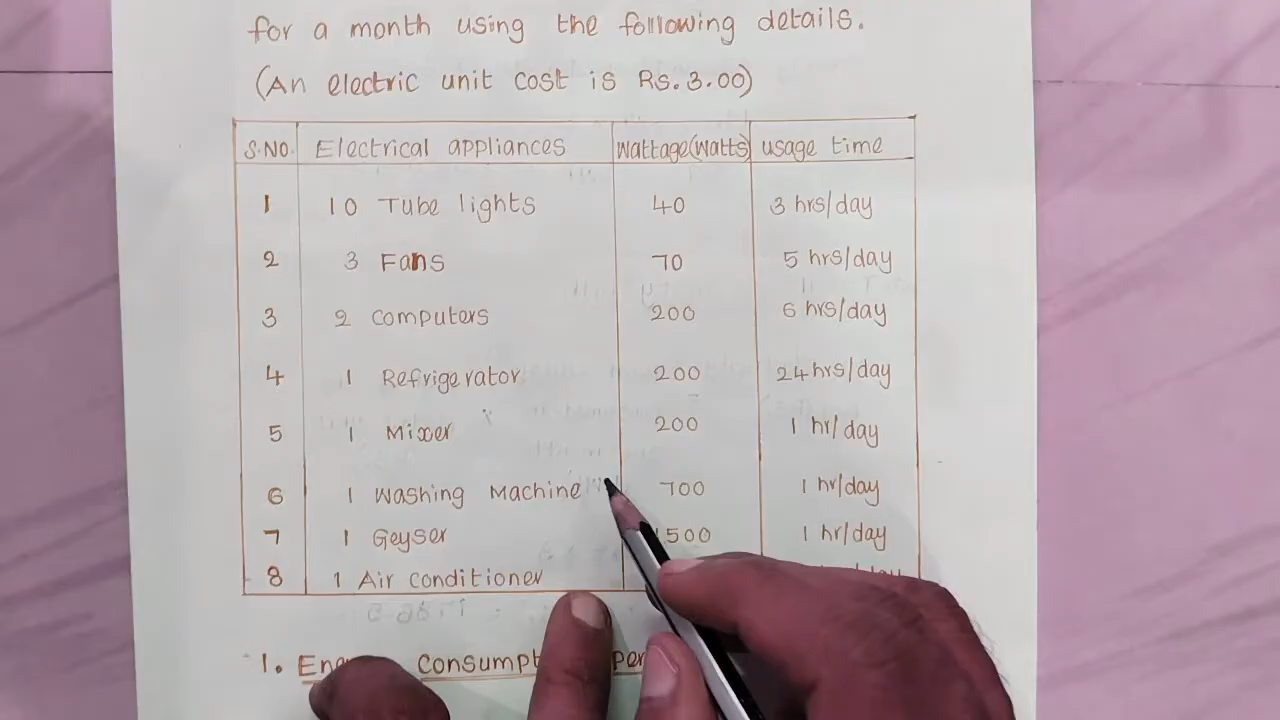 for a month using the following details.
(An electric unit cost is Rs. 3.00)
S.NO. Electrical appliances Wattage(Watts) usage time
1 10 Tube lights 40 3 hrs/day
2 3 Fans 70 5 hrs/day
3 2 Computers 200 6 hrs/day
4 1 Refrigerator 200 24 hrs/day
5 1 Mixer 200 1 hr/day
6 1 Washing Machine 700 1 hr/day
7 1 Geyser 500 1 hr/day
8 1 Air conditioner
1. consumpt per